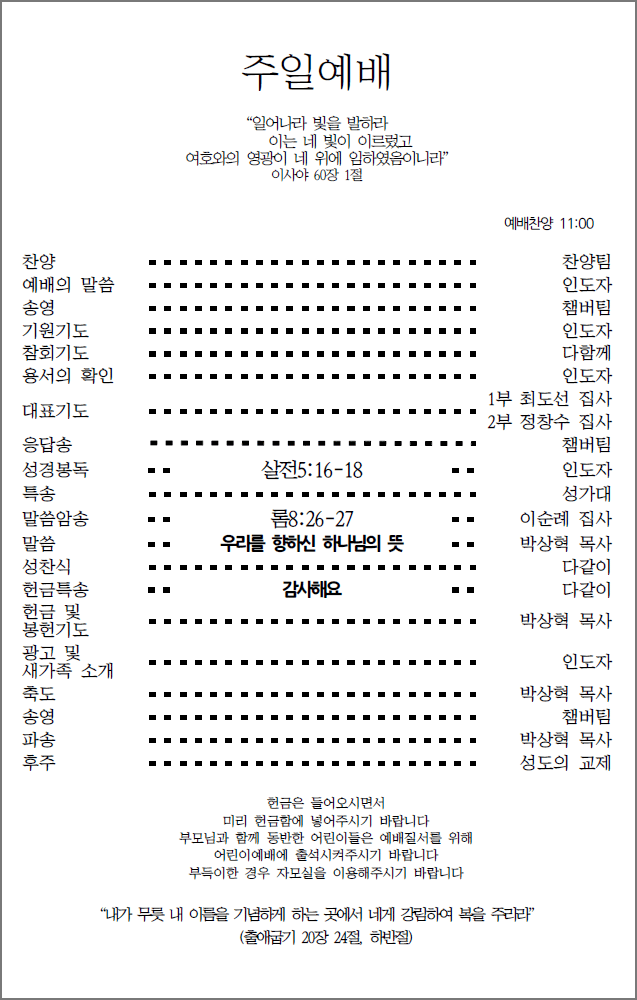 주일예배
“일어나라 빛을 발하라
이는 네 빛이 이르렀고
여호와의 영광이 네 위에 임하였음이니라”
이사야 60장 1절
예배찬양 11:00
찬양 찬양팀
예배의 말씀 인도자
송영 챔버팀
기원기도 인도자
참회기도 다함께
용서의 확인 인도자
대표기도 1부 최도선 집사
2부 정창수 집사
응답송 챔버팀
성경봉독 살전5:16-18 인도자
특송 성가대
말씀암송 롬8:26-27 이순례 집사
말씀 우리를 향하신 하나님의 뜻 박상혁 목사
성찬식 다같이
헌금특송 감사해요 다같이
헌금 및
봉헌기도 박상혁 목사
광고 및
새가족 소개 인도자
축도 박상혁 목사
송영 챔버팀
파송 박상혁 목사
후주 성도의 교제
헌금은 들어오시면서
미리 헌금함에 넣어주시기 바랍니다
부모님과 함께 동반한 어린이들은 예배질서를 위해
어린이예배에 출석시켜주시기 바랍니다
부득이한 경우 자모실을 이용해주시기 바랍니다
“내가 무릇 내 이름을 기념하게 하는 곳에서 네게 강림하여 복을 주리라”
(출애굽기 20장 24절, 하반절)